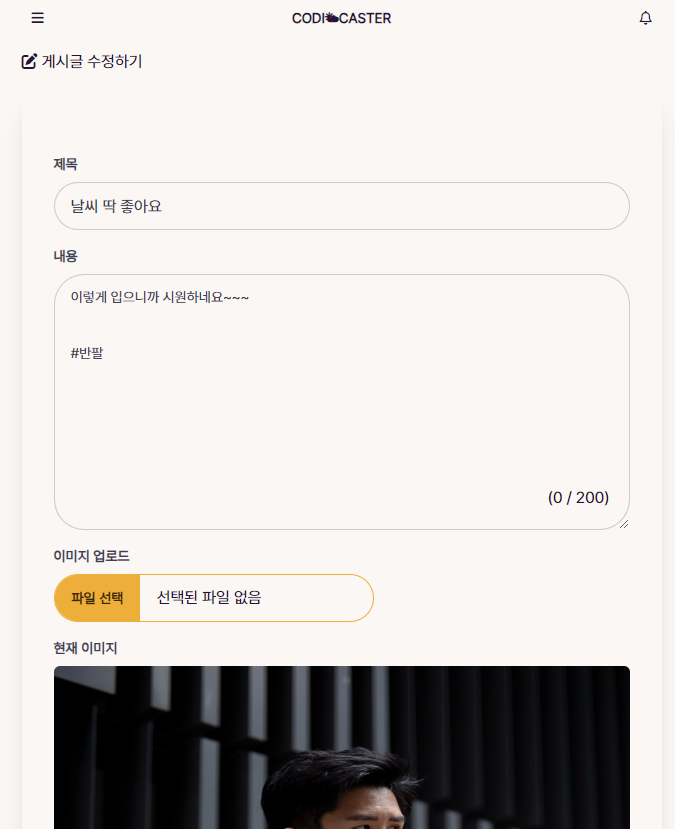 CODI CASTER
게시글 수정하기
제목
날씨 딱 좋아요
내용
이렇게 입으니까 시원하네요~~~
#반팔
(0 / 200)
이미지 업로드
파일 선택 선택된 파일 없음
현재 이미지